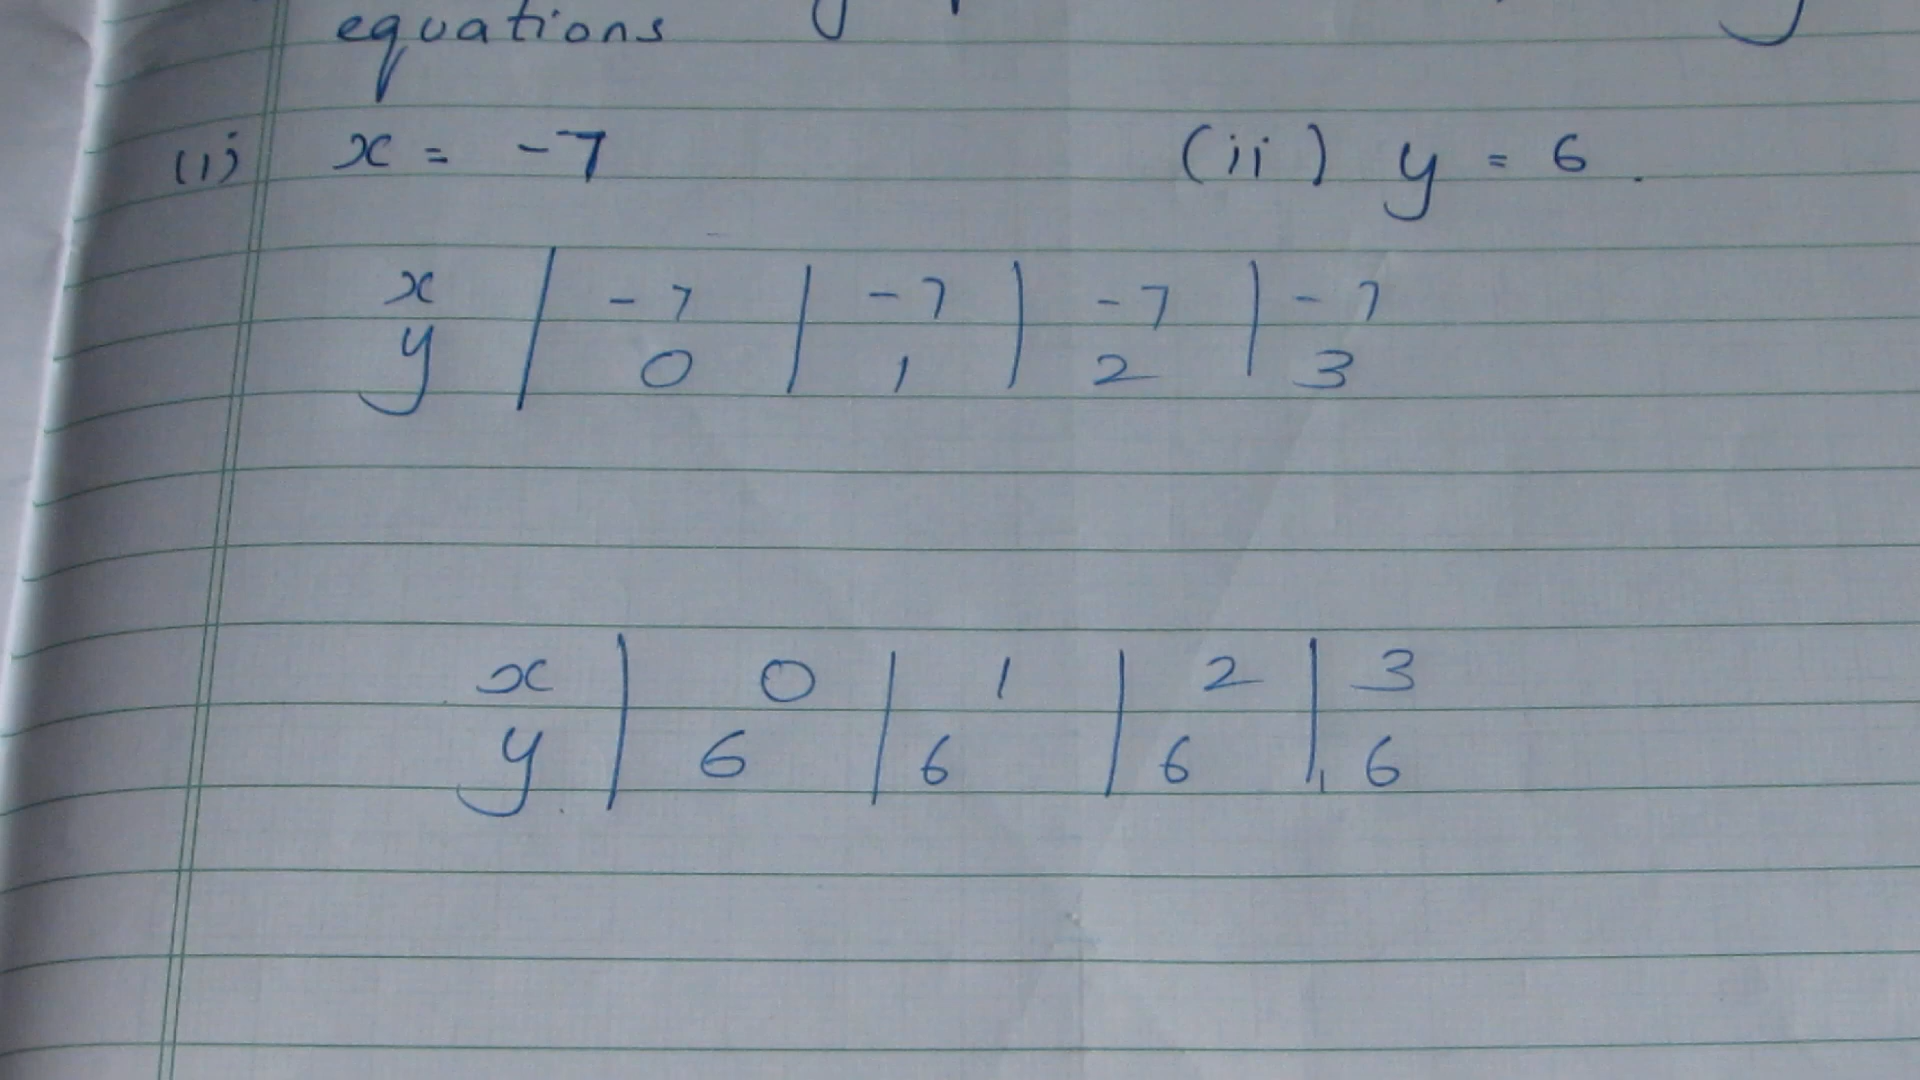 equations
(i) x = -7 (ii) y = 6.
x | -7 | -7 | -7 | -7
y | 0 | 1 | 2 | 3
x | 0 | 1 | 2 | 3
y | 6 | 6 | 6 | 6